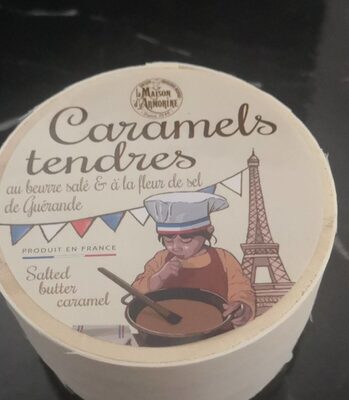 la Maison
d'Armorine
Caramels
tendres
au beurre salé & à la fleur de sel
de Guérande
PRODUIT EN FRANCE
Salted
butter
caramel